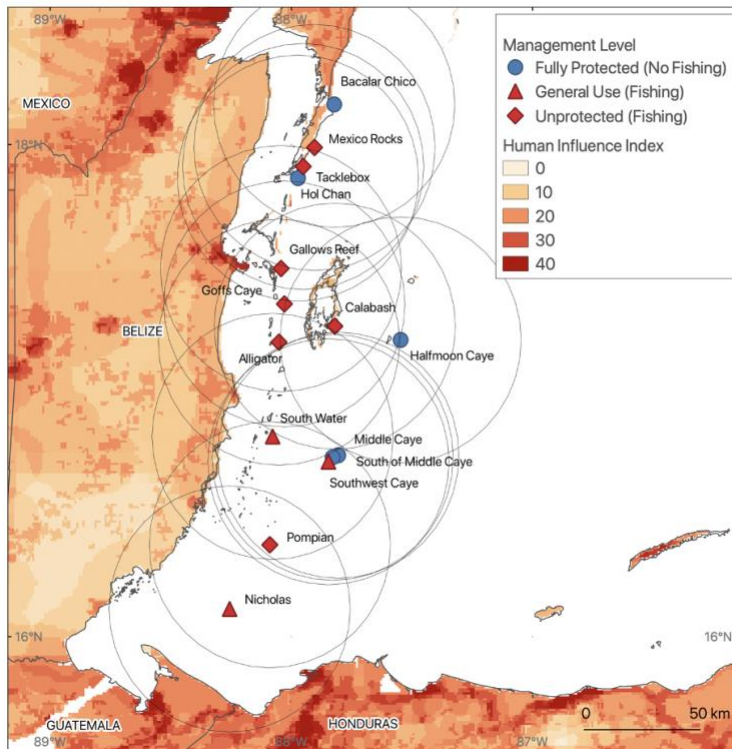 89°W
88°W
Management Level
Fully Protected (No Fishing)
General Use (Fishing)
Unprotected (Fishing)
Human Influence Index
0
10
20
30
40
MEXICO
Bacalar Chico
18°N
Mexico Rocks
Tacklebox
Hol Chan
Gallows Reef
Goffs Caye
Calabash
BELIZE
Alligator
Halfmoon Caye
South Water
Middle Caye
South of Middle Caye
Southwest Caye
Pompian
Nicholas
16°N
16°N
0
50 km
GUATEMALA
HONDURAS
89°W
88°W
87°W